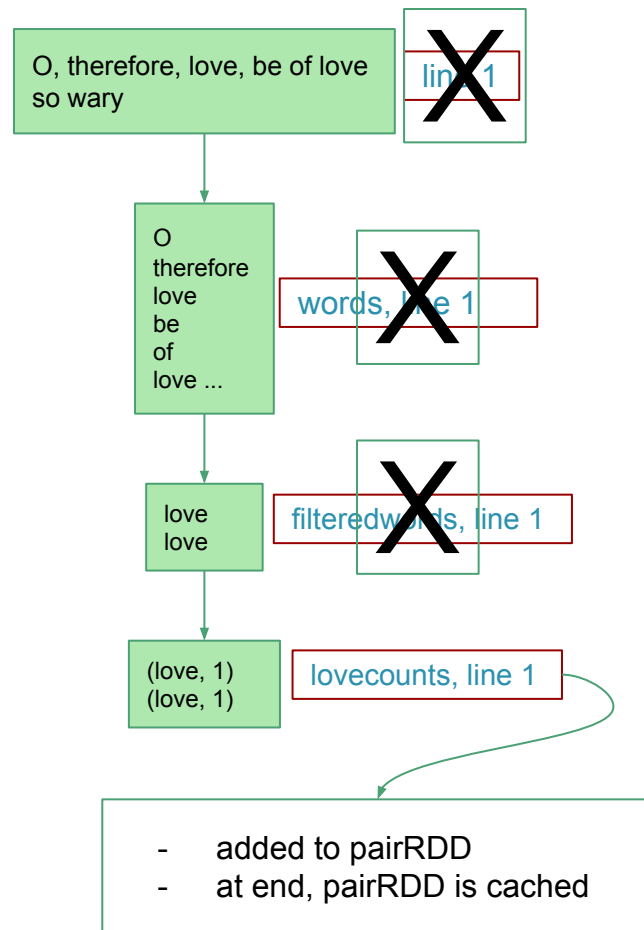 O, therefore, love, be of love
so wary
line 1
X
O
therefore
love
be
of
love ...
words, line 1
X
love
love
filteredwords, line 1
X
(love, 1)
(love, 1)
lovecounts, line 1
- added to pairRDD
- at end, pairRDD is cached